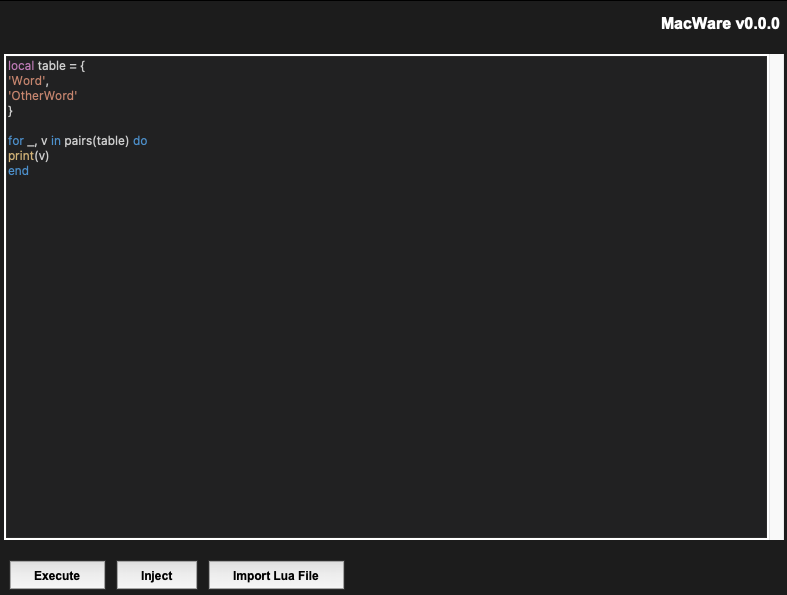 MacWare v0.0.0
local table = {
'Word',
'OtherWord'
}
for _, v in pairs(table) do
print(v)
end
Execute
Inject
Import Lua File